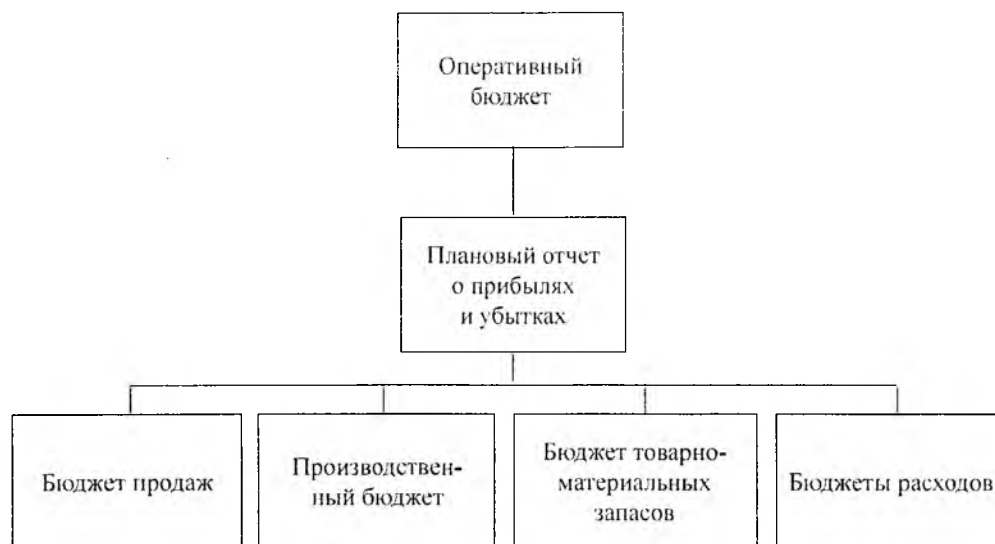 Оперативный
бюджет
Плановый отчет
о прибылях
и убытках
Бюджет продаж
Производствен-
ный бюджет
Бюджет товарно-
материальных
запасов
Бюджеты расходов